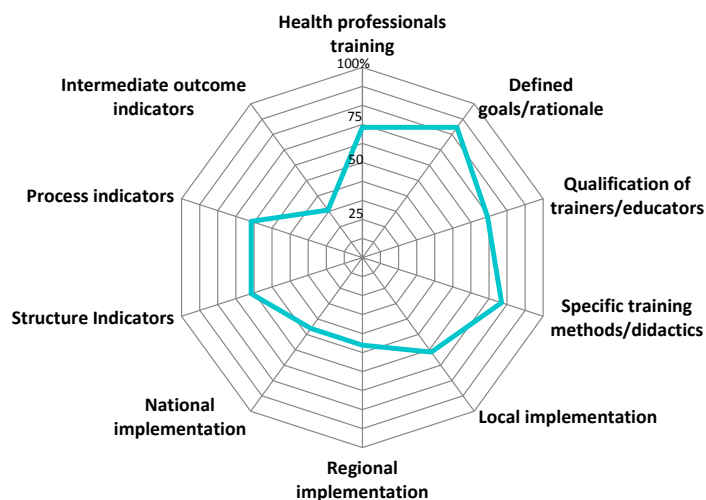 Health professionals
training
100%
Intermediate outcome
indicators
Defined
goals/rationale
75
50
Process indicators
Qualification of
trainers/educators
25
Structure Indicators
Specific training
methods/didactics
National
implementation
Local implementation
Regional
implementation